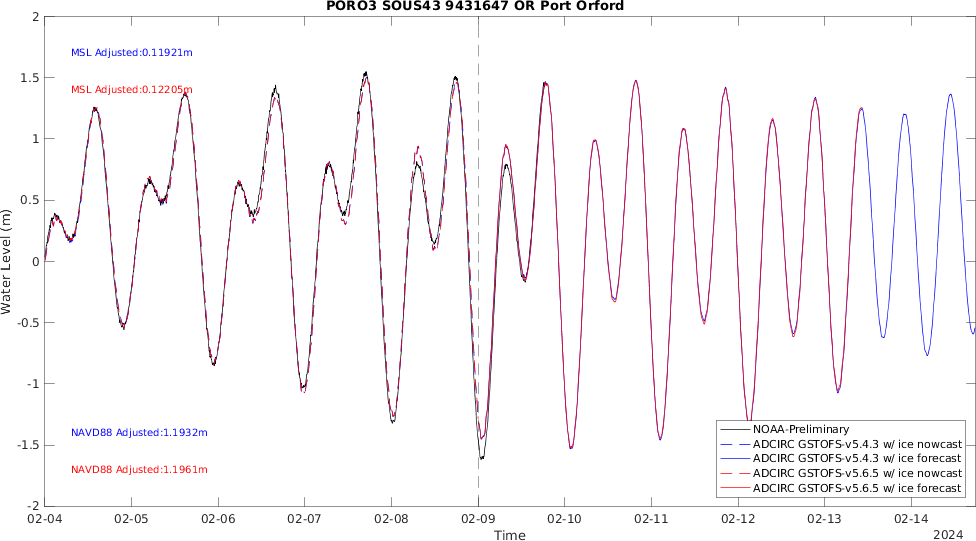 PORO3 SOUS43 9431647 OR Port Orford
2
1.5
1
0.5
0
-0.5
-1
-1.5
-2
Water Level (m)
MSL Adjusted:0.11921m
MSL Adjusted:0.12205m
NAVD88 Adjusted:1.1932m
NAVD88 Adjusted:1.1961m
NOAA-Preliminary
ADCIRC GSTOFS-v5.4.3 w/ ice nowcast
ADCIRC GSTOFS-v5.4.3 w/ ice forecast
ADCIRC GSTOFS-v5.6.5 w/ ice nowcast
ADCIRC GSTOFS-v5.6.5 w/ ice forecast
02-04 02-05 02-06 02-07 02-08 02-09 02-10 02-11 02-12 02-13 02-14
Time
2024